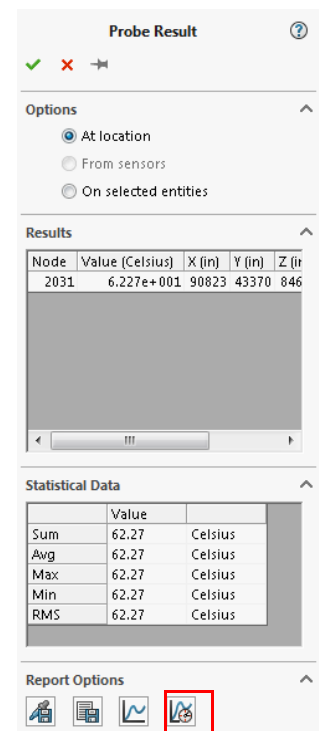 Probe Result
Options
At location
From sensors
On selected entities
Results
Node Value (Celsius) X (in) Y (in) Z (in
2031 6.227e+001 90823 43370 846
Statistical Data
Value
Sum 62.27 Celsius
Avg 62.27 Celsius
Max 62.27 Celsius
Min 62.27 Celsius
RMS 62.27 Celsius
Report Options